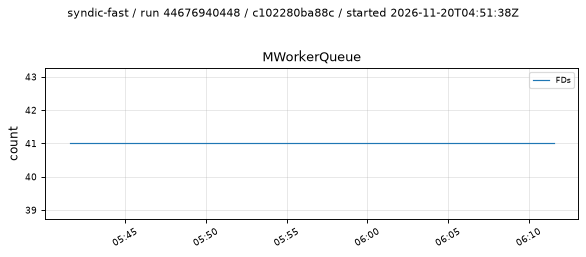 syndic-fast / run 44676940448 / c102280ba88c / started 2026-11-20T04:51:38Z
MWorkerQueue
FDs
count
43
42
41
40
39
05:45
05:50
05:55
06:00
06:05
06:10